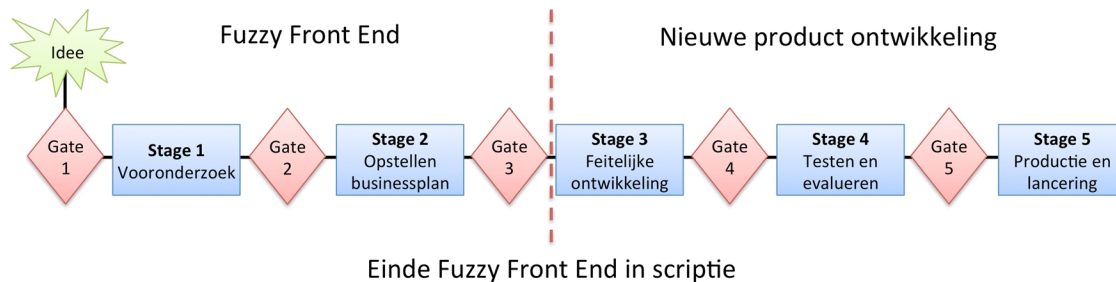 Fuzzy Front End
Nieuwe product ontwikkeling
Idee
Gate
1
Stage 1
Vooronderzoek
Gate
2
Stage 2
Opstellen
businessplan
Gate
3
Stage 3
Feitelijke
ontwikkeling
Gate
4
Stage 4
Testen en
evalueren
Gate
5
Stage 5
Productie en
lancering
Einde Fuzzy Front End in scriptie